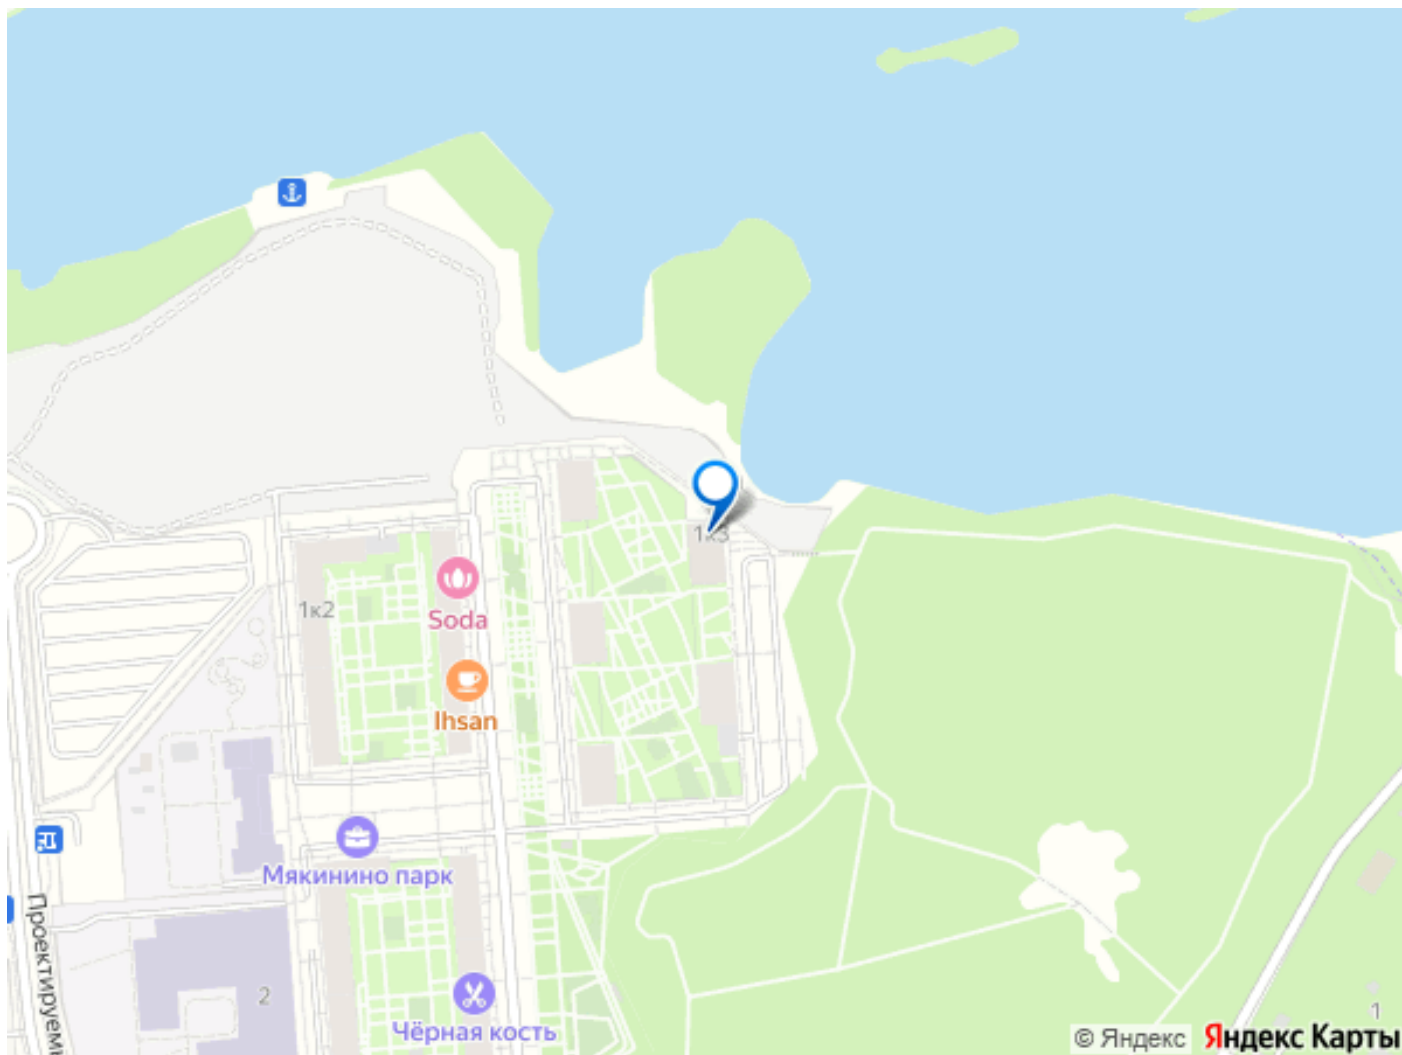 1к3
1к2
Soda
Ihsan
Мякинино парк
Проектируем
2
Чёрная кость
1
© Яндекс Яндекс Карты